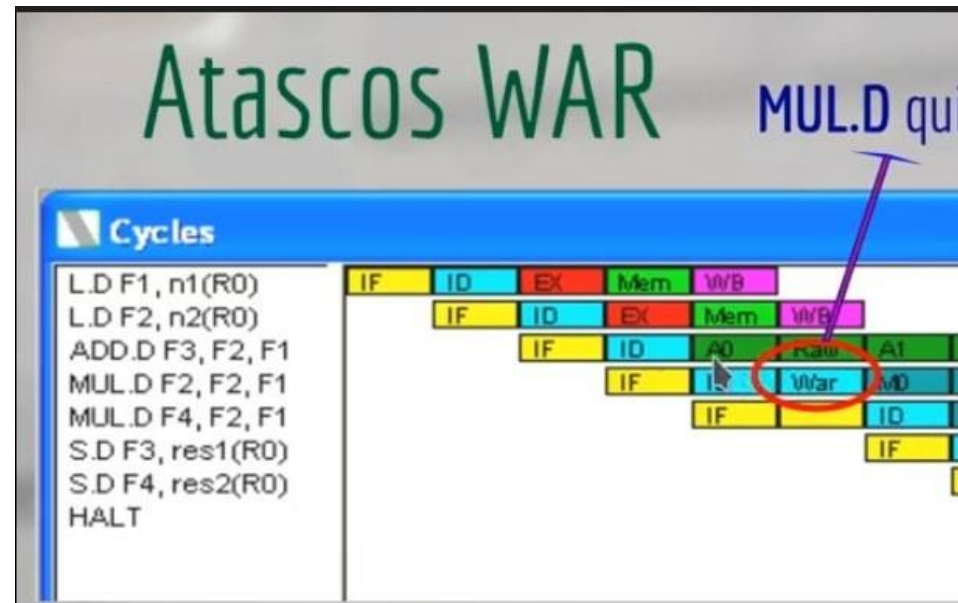 Atascos WAR
MUL.D
Cycles
L.D F1, n1(R0)
L.D F2, n2(R0)
ADD.D F3, F2, F1
MUL.D F2, F2, F1
MUL.D F4, F2, F1
S.D F3, res1(R0)
S.D F4, res2(R0)
HALT
IF ID EX Mem WB
IF ID EX Mem WB
IF ID A0 Raw A1
IF War M0
IF ID
IF